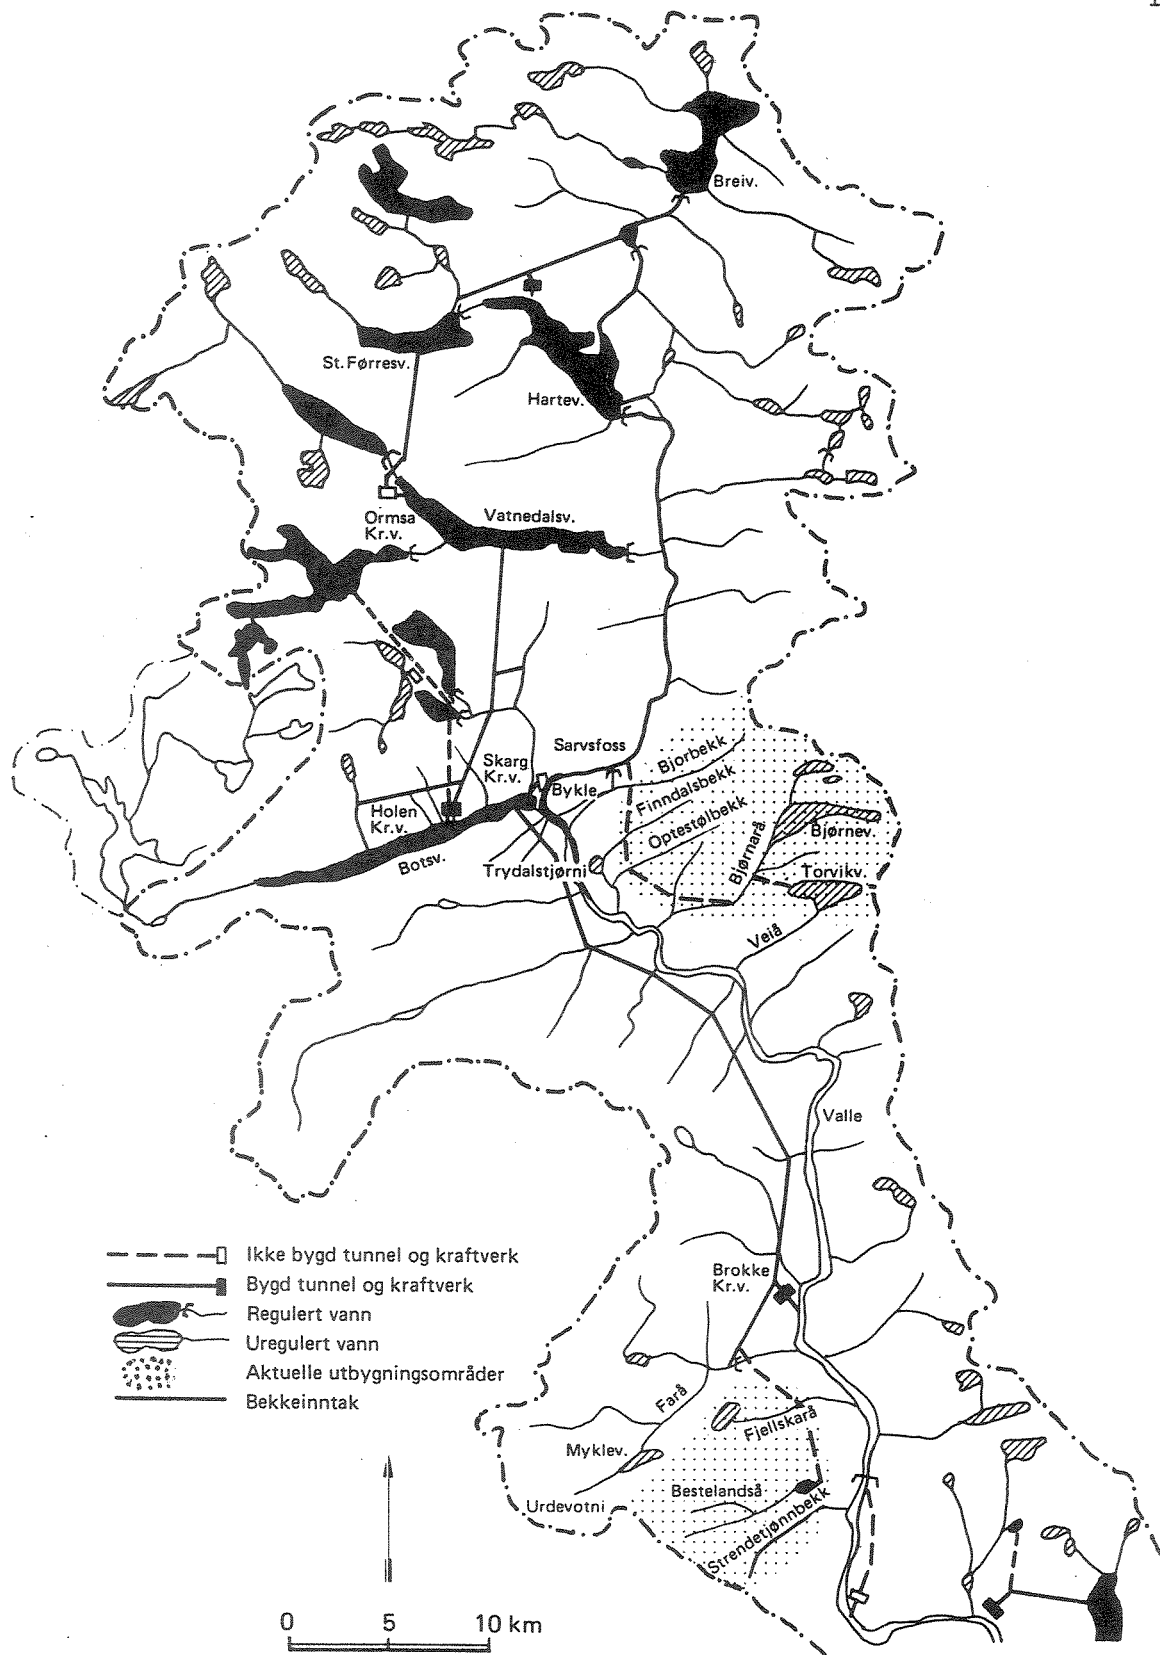 Breiv.
St. Førresv.
Hartev.
Ormsa
Kr.v.
Vatnedalsv.
Sarvsfoss
Skarg
Kr.v.
Bykle
Bjorbekk
Finndalsbekk
Optestølbekk
Holen
Kr.v.
Botsv.
Trydalstjørni
Bjørnarå
Bjørnev.
Torvikv.
Veiå
Valle
Ikke bygd tunnel og kraftverk
Bygd tunnel og kraftverk
Regulert vann
Uregulert vann
Aktuelle utbygningsområder
Bekkeinntak
Brokke
Kr.v.
Farå
Fjellskarå
Myklev.
Bestelandså
Urdevotni
Strendetjønnbekk
0 5 10 km